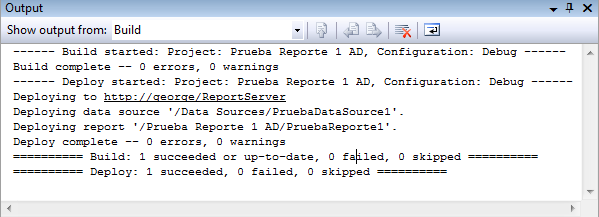 Output
Show output from: Build
------ Build started: Project: Prueba Reporte 1 AD, Configuration: Debug ------
Build complete -- 0 errors, 0 warnings
------ Deploy started: Project: Prueba Reporte 1 AD, Configuration: Debug ------
Deploying to http://george/ReportServer
Deploying data source '/Data Sources/PruebaDataSource1'.
Deploying report '/Prueba Reporte 1 AD/PruebaReporte1'.
Deploy complete -- 0 errors, 0 warnings
========== Build: 1 succeeded or up-to-date, 0 failed, 0 skipped ==========
========== Deploy: 1 succeeded, 0 failed, 0 skipped ==========